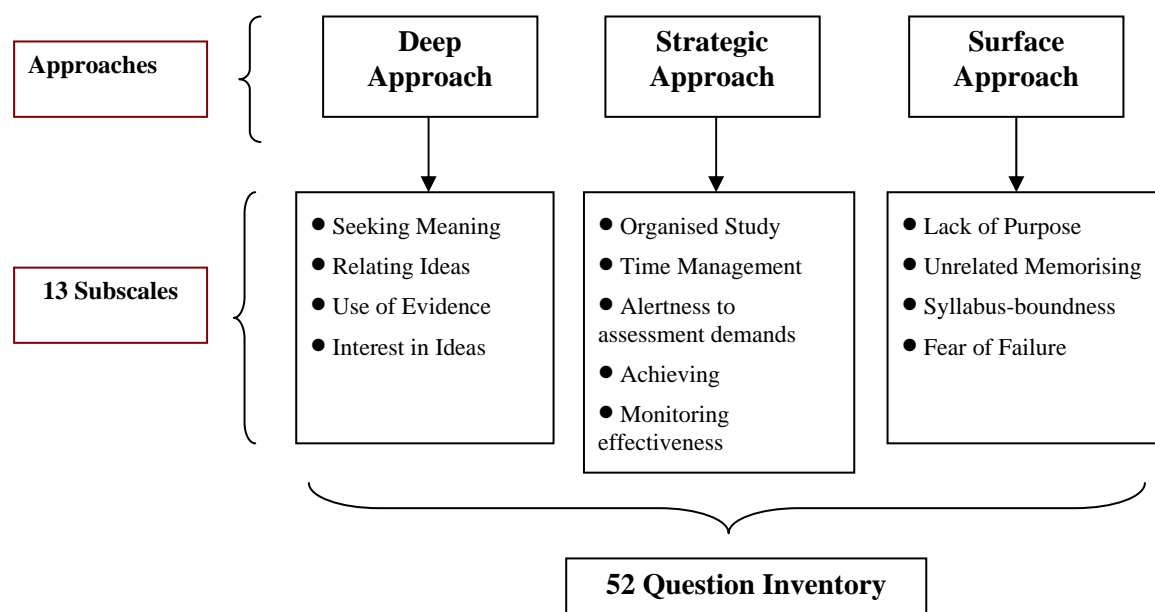 Approaches
Deep
Approach
Strategic
Approach
Surface
Approach
13 Subscales
● Seeking Meaning
● Relating Ideas
● Use of Evidence
● Interest in Ideas
● Organised Study
● Time Management
● Alertness to
assessment demands
● Achieving
● Monitoring
effectiveness
● Lack of Purpose
● Unrelated Memorising
● Syllabus-boundness
● Fear of Failure
52 Question Inventory